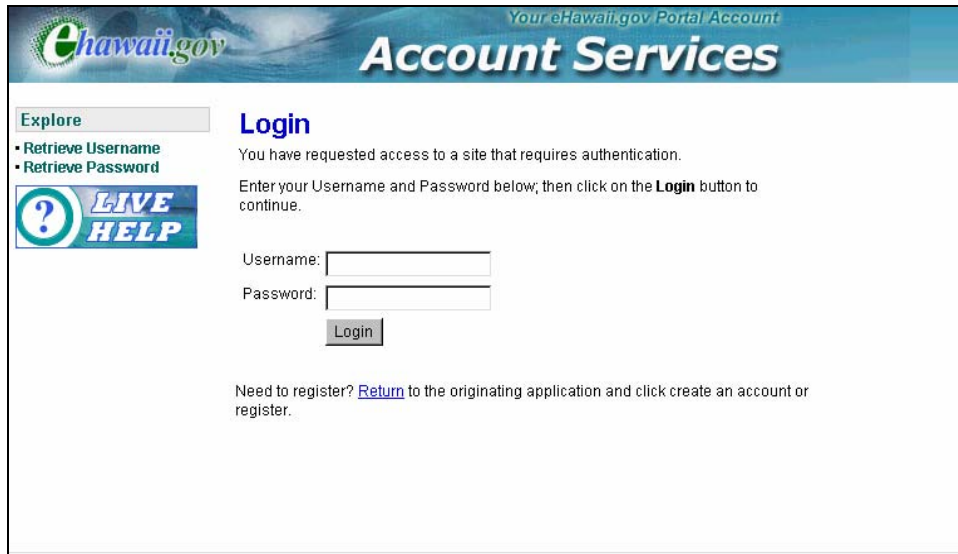 ehawaii.gov
Your eHawaii.gov Portal Account
Account Services
Explore
Retrieve Username
Retrieve Password
? LIVE
HELP
Login
You have requested access to a site that requires authentication.
Enter your Username and Password below; then click on the Login button to
continue.
Username:
Password:
Login
Need to register? Return to the originating application and click create an account or
register.